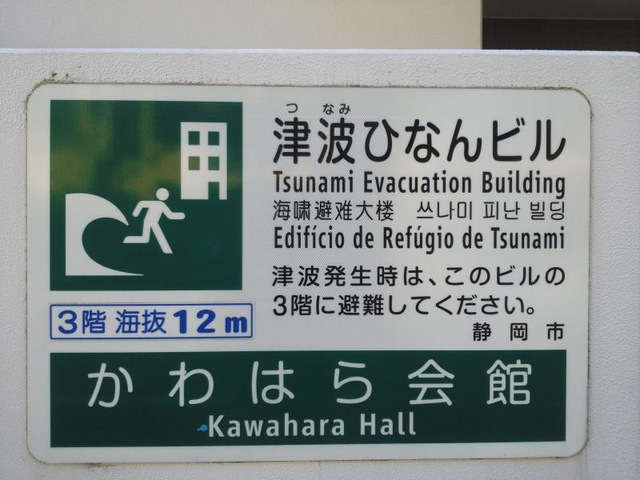 つ なみ
津波ひなんビル
Tsunami Evacuation Building
海啸避难大楼 쓰나미 피난 빌딩
Edifício de Refúgio de Tsunami
津波発生時は、このビルの
3階に避難してください。
静岡市
3階 海抜12m
かわはら会館
Kawahara Hall